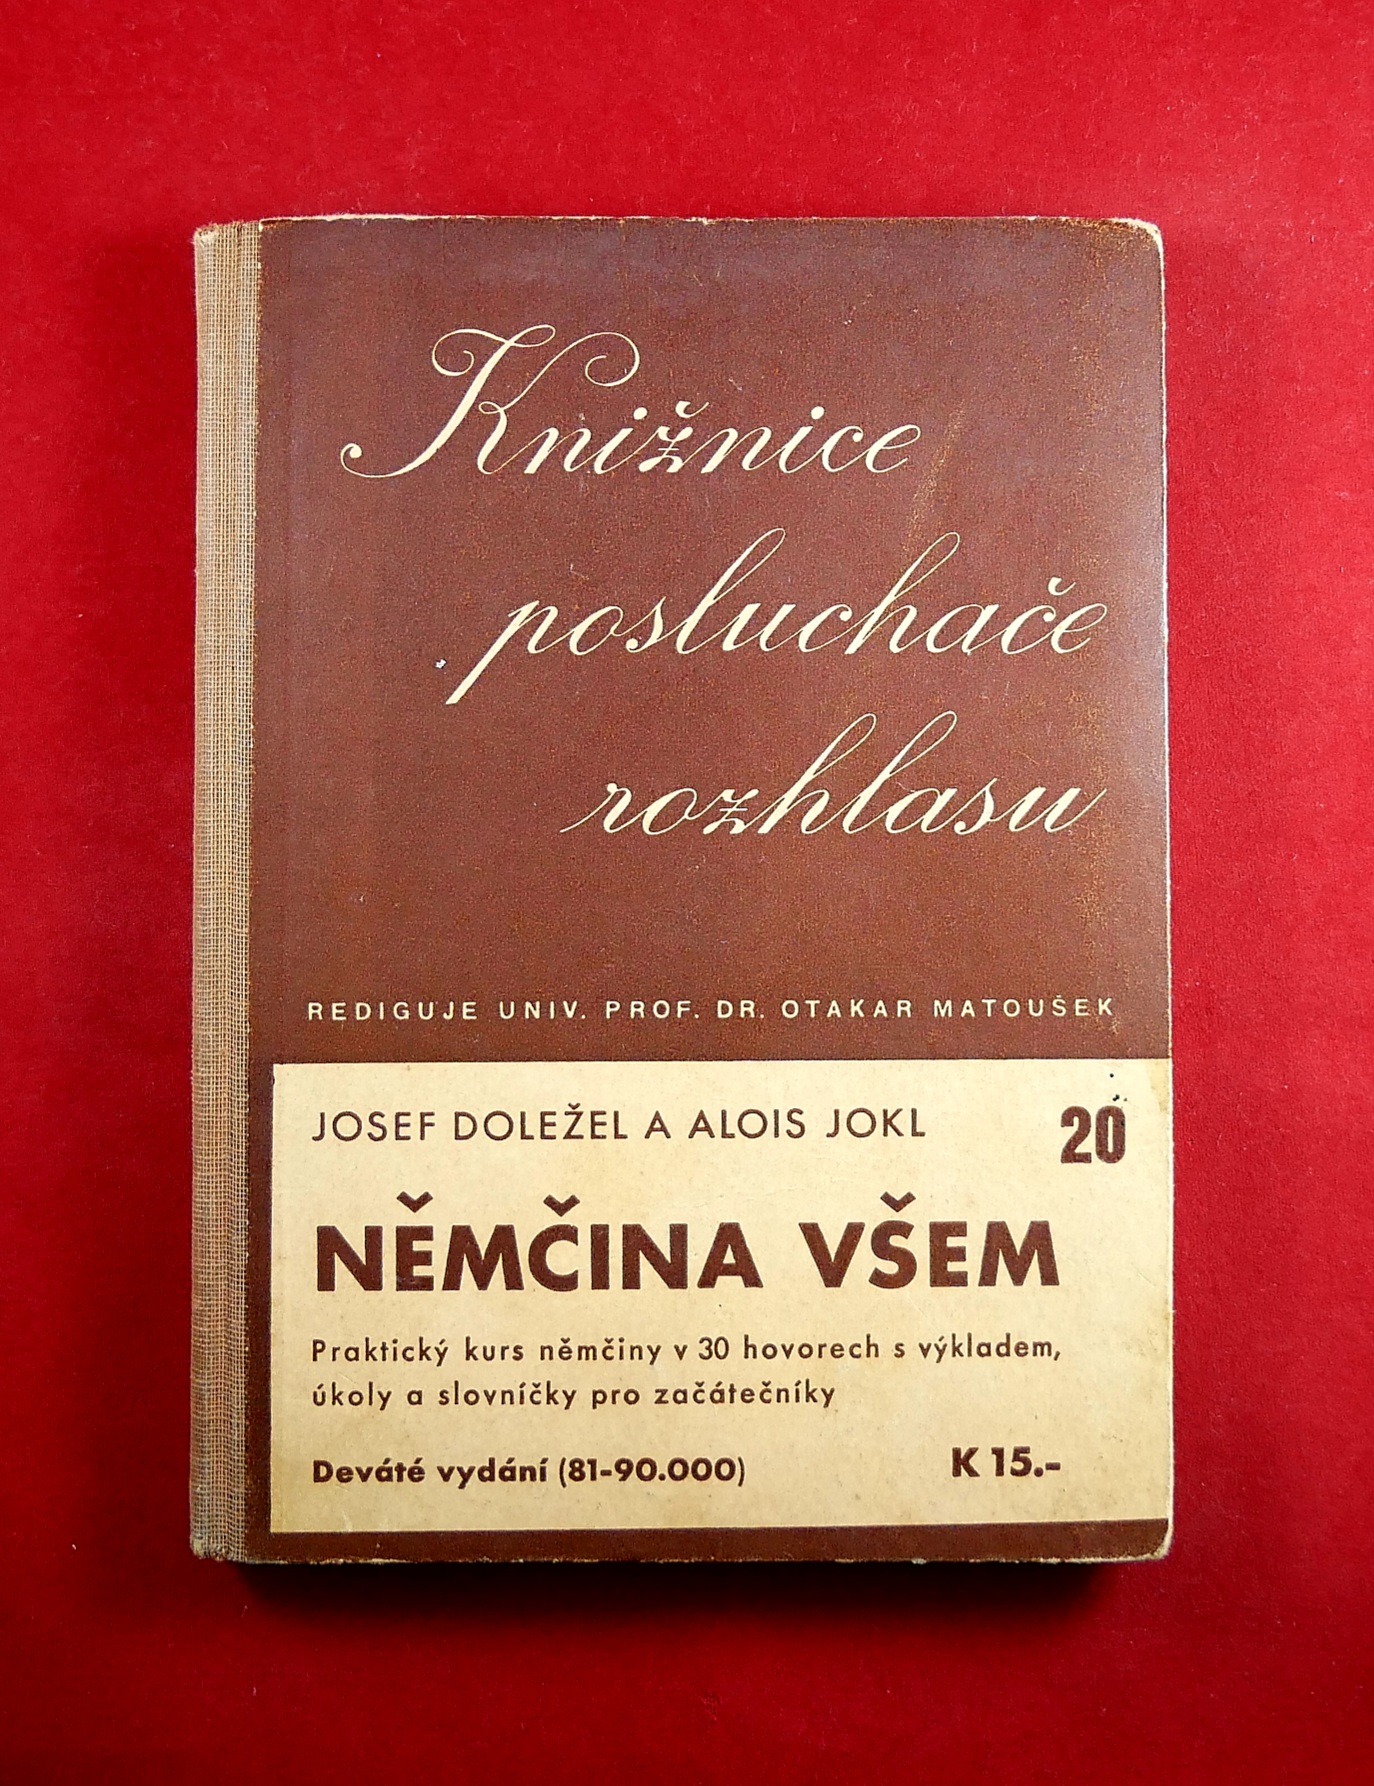 Knižnice
posluchače
rozhlasu
REDIGUJE UNIV. PROF. DR. OTAKAR MATOUŠEK
JOSEF DOLEŽEL A ALOIS JOKL 20
NĚMČINA VŠEM
Praktický kurs němčiny v 30 hovorech s výkladem,
úkoly a slovníčky pro začátečníky
Deváté vydání (81-90.000) K 15.-